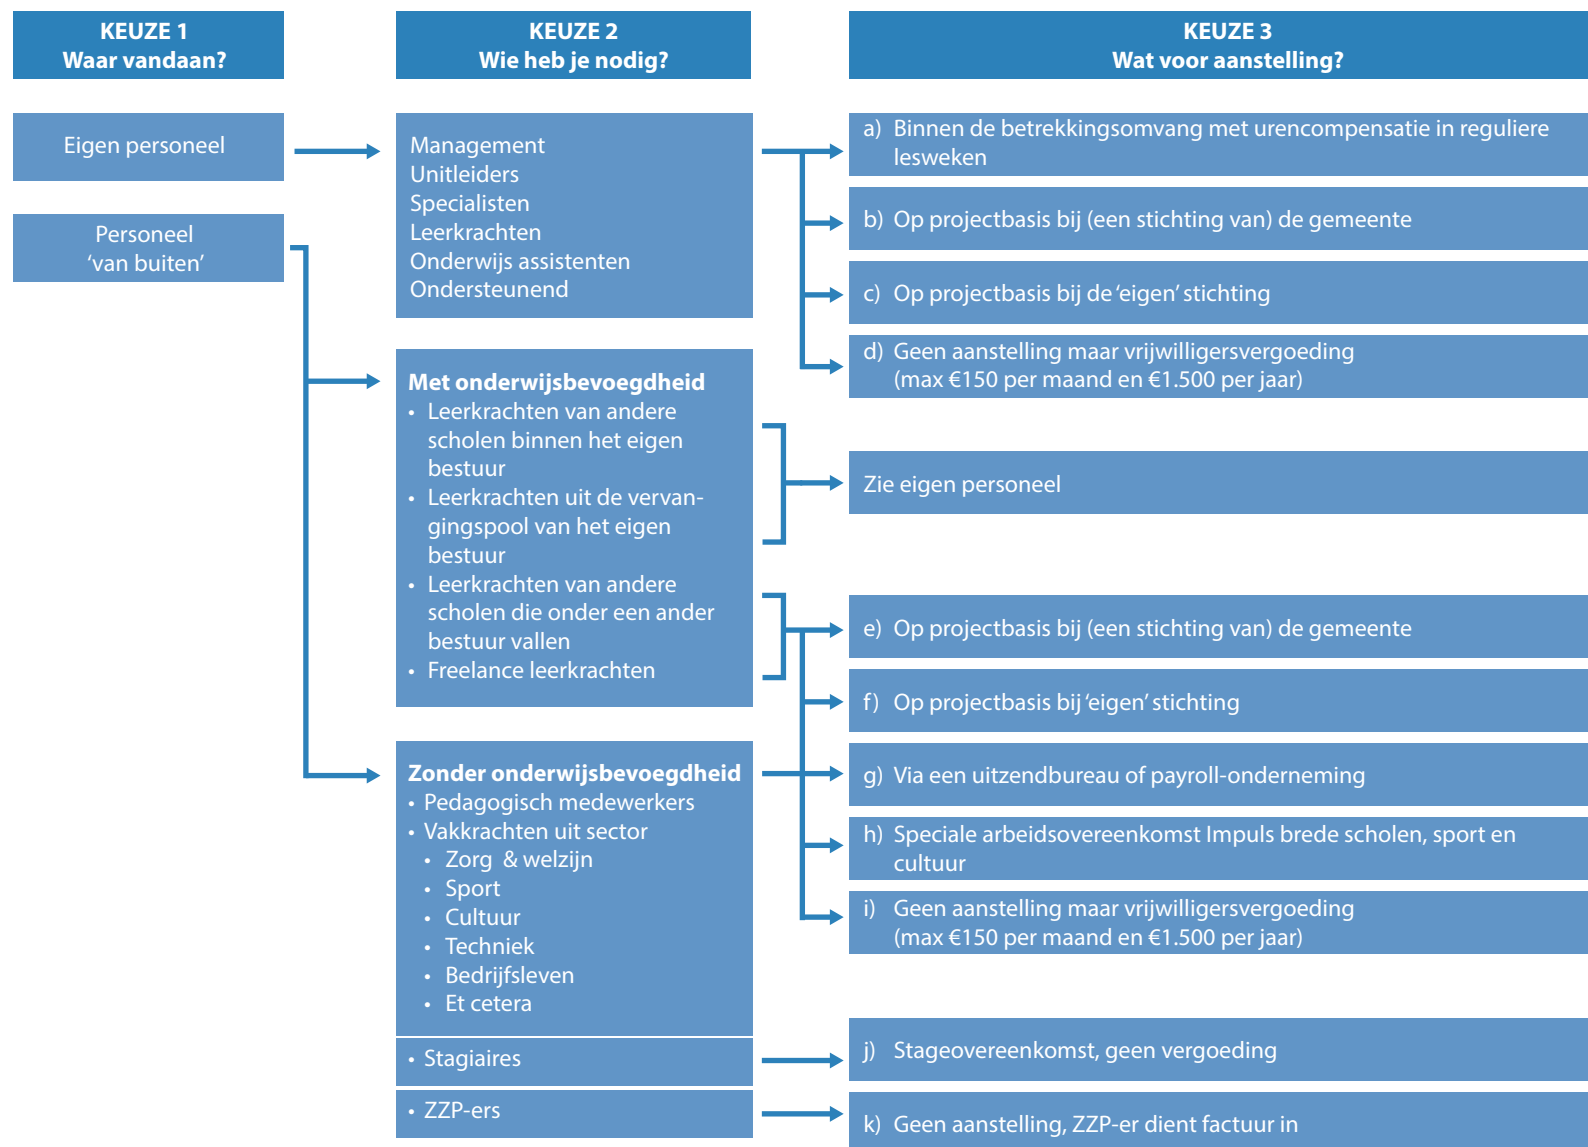 KEUZE 1
Waar vandaan?
KEUZE 2
Wie heb je nodig?
KEUZE 3
Wat voor aanstelling?
Eigen personeel
Personeel
‘van buiten’
Management
Unitleiders
Specialisten
Leerkrachten
Onderwijs assistenten
Ondersteunend
Met onderwijsbevoegdheid
• Leerkrachten van andere
scholen binnen het eigen
bestuur
• Leerkrachten uit de vervan-
gingspool van het eigen
bestuur
• Leerkrachten van andere
scholen die onder een ander
bestuur vallen
• Freelance leerkrachten
Zonder onderwijsbevoegdheid
• Pedagogisch medewerkers
• Vakkrachten uit sector
• Zorg & welzijn
• Sport
• Cultuur
• Techniek
• Bedrijfsleven
• Et cetera
• Stagiaires
• ZZP-ers
a) Binnen de betrekkingsomvang met urencompensatie in reguliere
lesweken
b) Op projectbasis bij (een stichting van) de gemeente
c) Op projectbasis bij de ‘eigen’ stichting
d) Geen aanstelling maar vrijwilligersvergoeding
(max €150 per maand en €1.500 per jaar)
Zie eigen personeel
e) Op projectbasis bij (een stichting van) de gemeente
f) Op projectbasis bij ‘eigen’ stichting
g) Via een uitzendbureau of payroll-onderneming
h) Speciale arbeidsovereenkomst Impuls brede scholen, sport en
cultuur
i) Geen aanstelling maar vrijwilligersvergoeding
(max €150 per maand en €1.500 per jaar)
j) Stageovereenkomst, geen vergoeding
k) Geen aanstelling, ZZP-er dient factuur in